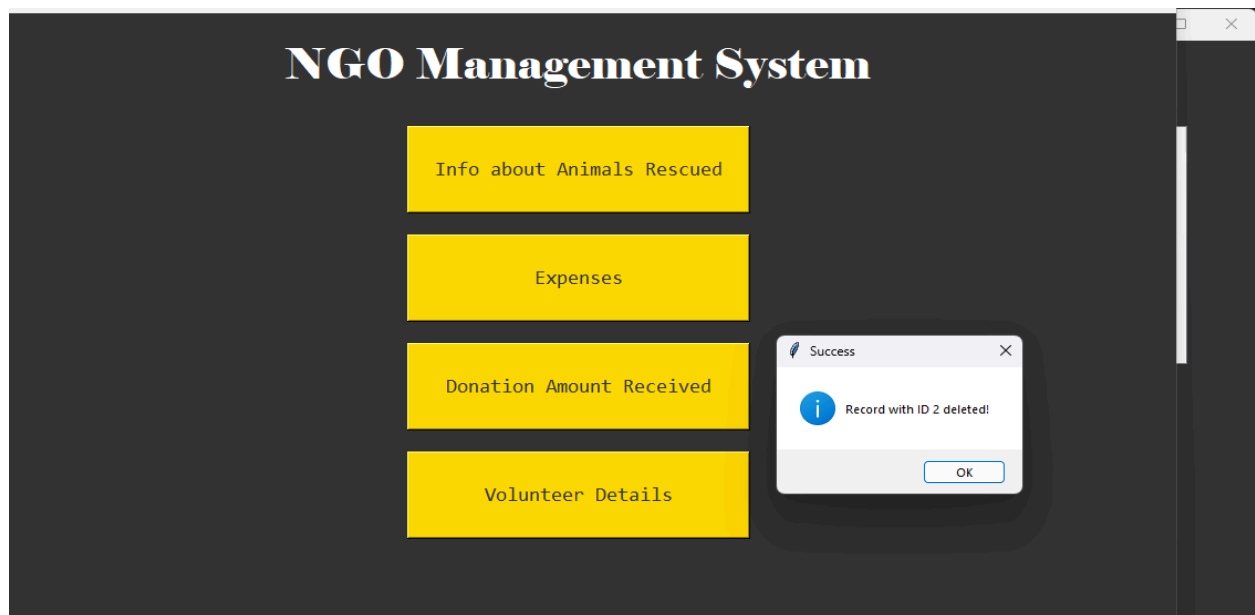 NGO Management System
Info about Animals Rescued
Expenses
Donation Amount Received
Volunteer Details
Success
Record with ID 2 deleted!
OK